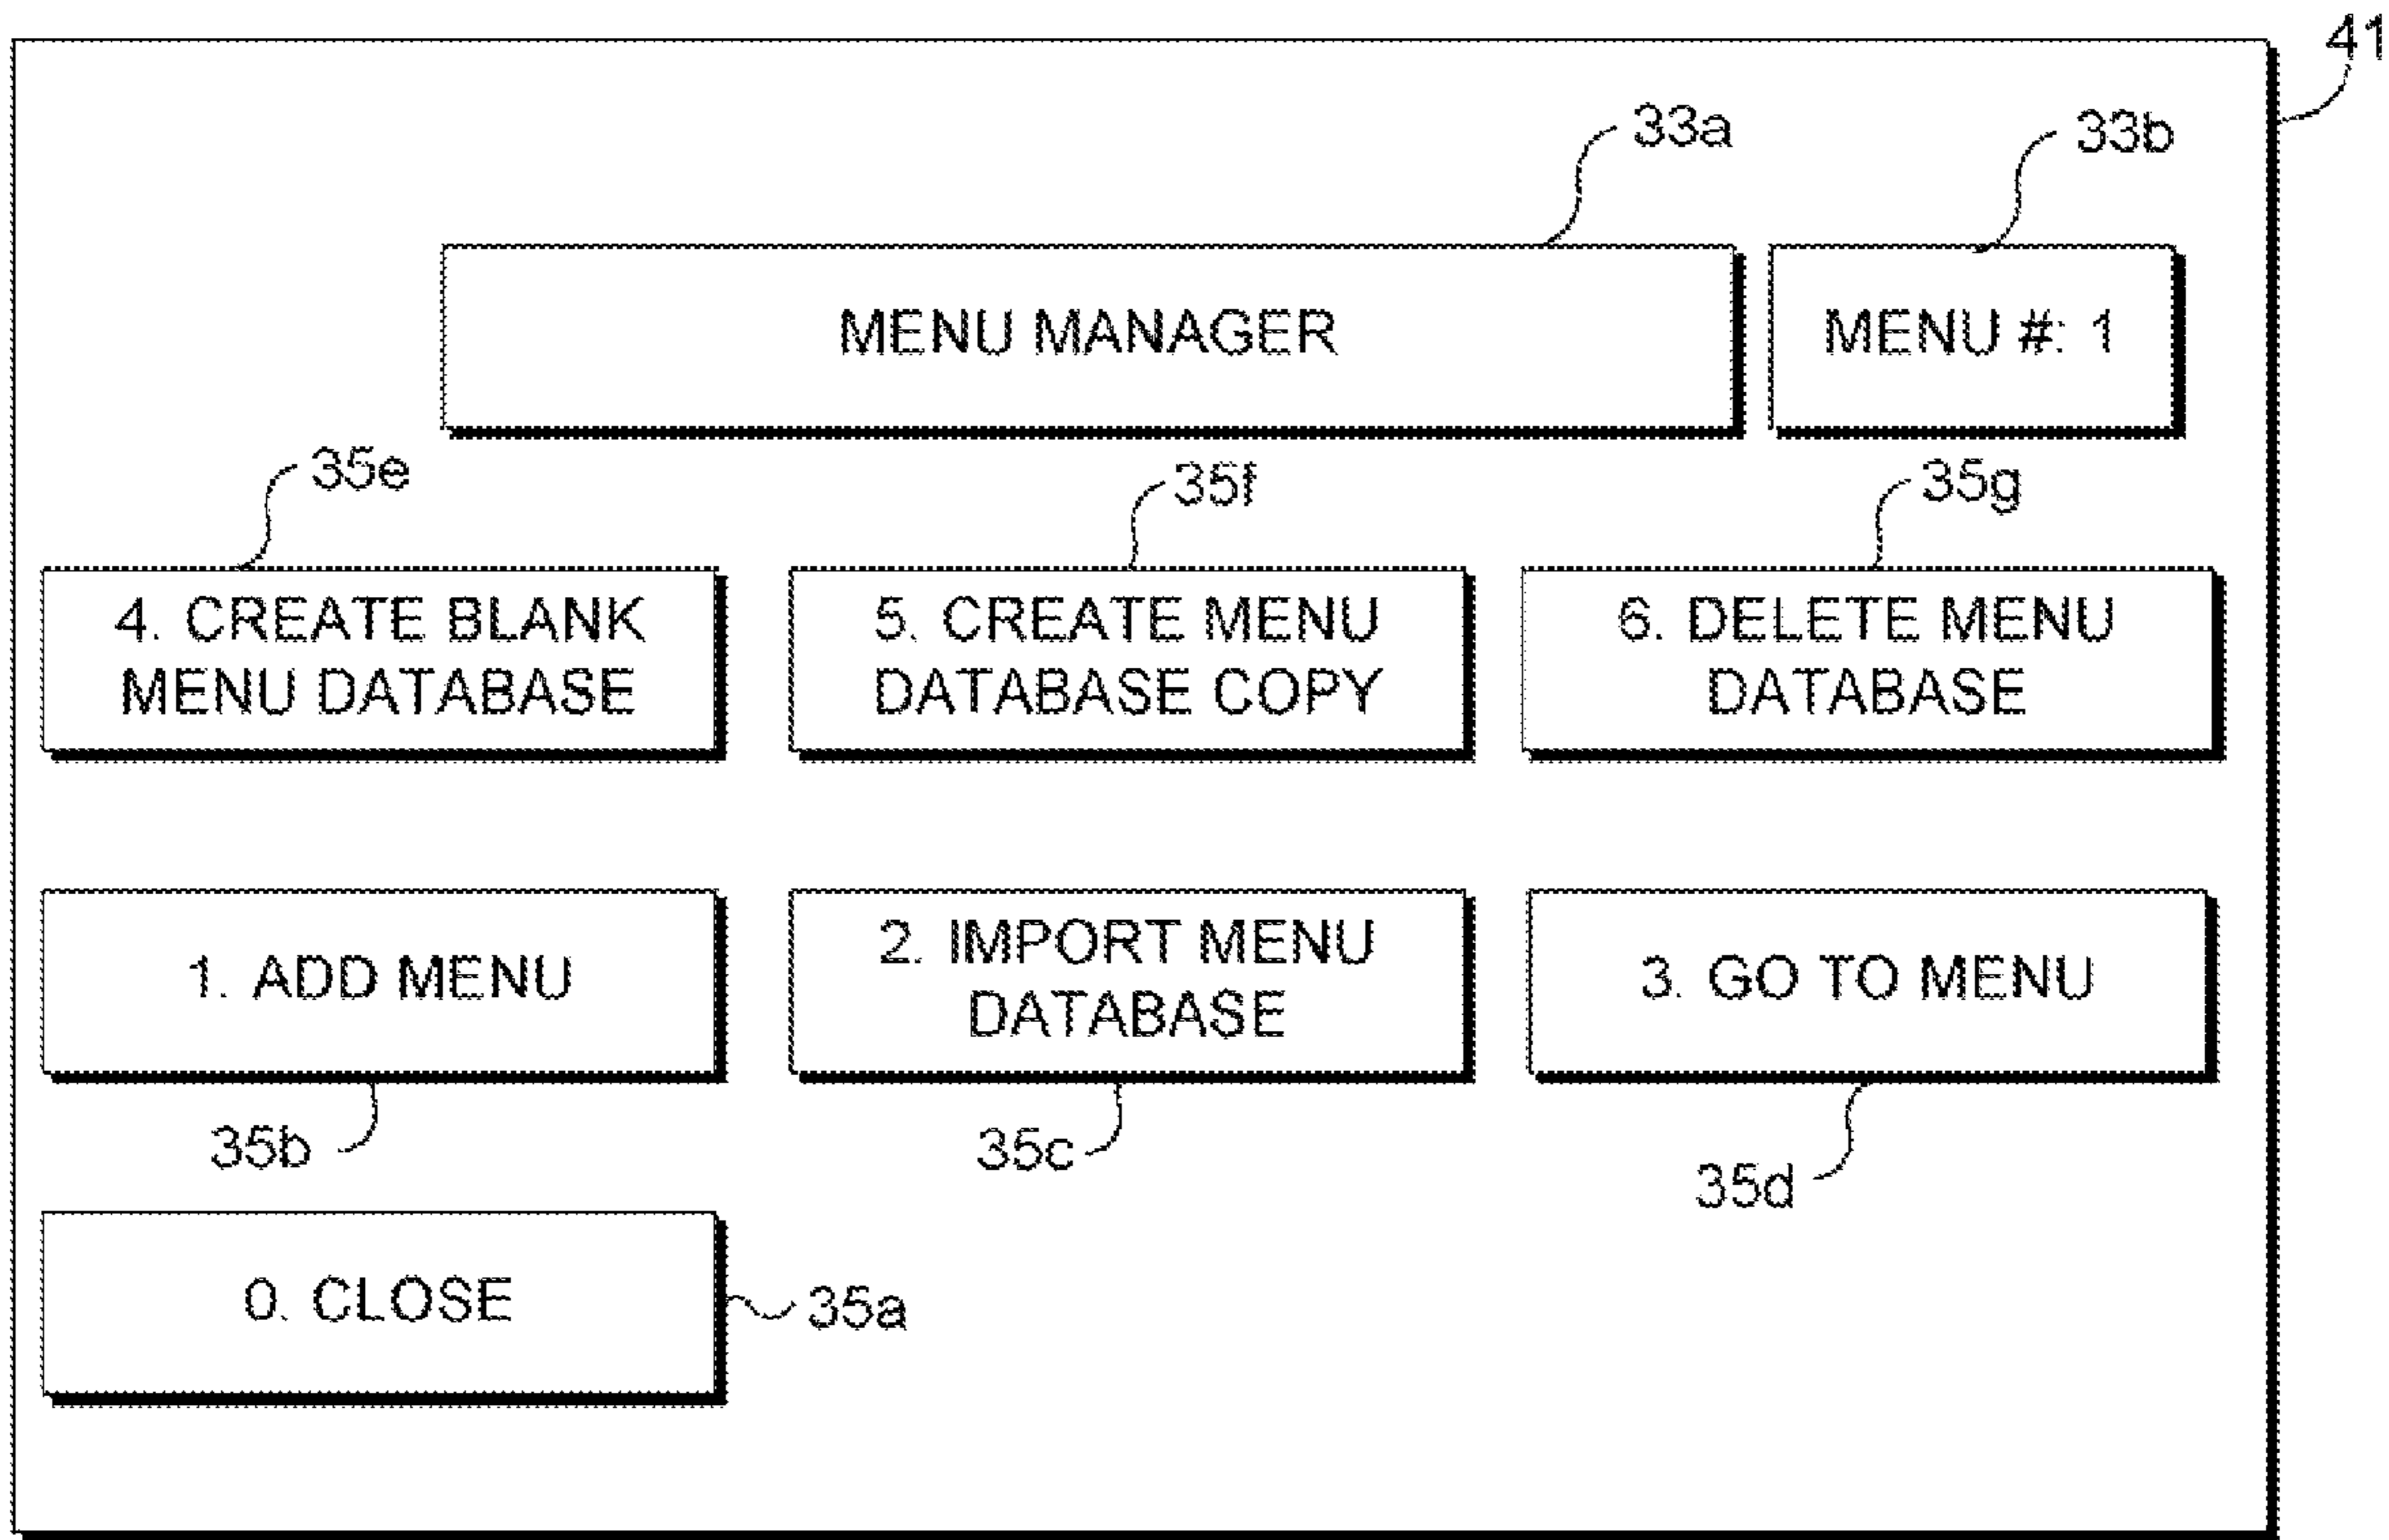 41
33a
33b
MENU MANAGER
MENU #: 1
35e
35f
35g
4. CREATE BLANK
MENU DATABASE
5. CREATE MENU
DATABASE COPY
6. DELETE MENU
DATABASE
1. ADD MENU
2. IMPORT MENU
DATABASE
3. GO TO MENU
35b
35c
35d
0. CLOSE
35a